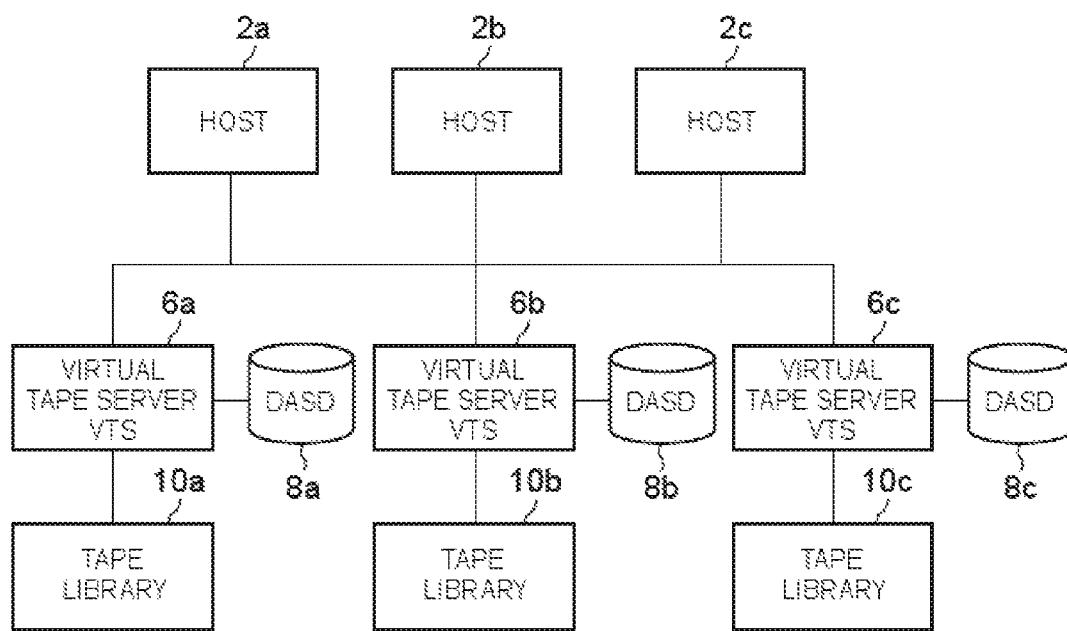 2a
2b
2c
HOST
HOST
HOST
6a
6b
6c
VIRTUAL
TAPE SERVER
VTS
DASD
VIRTUAL
TAPE SERVER
VTS
DASD
VIRTUAL
TAPE SERVER
VTS
DASD
8a
8b
8c
10a
10b
10c
TAPE
LIBRARY
TAPE
LIBRARY
TAPE
LIBRARY